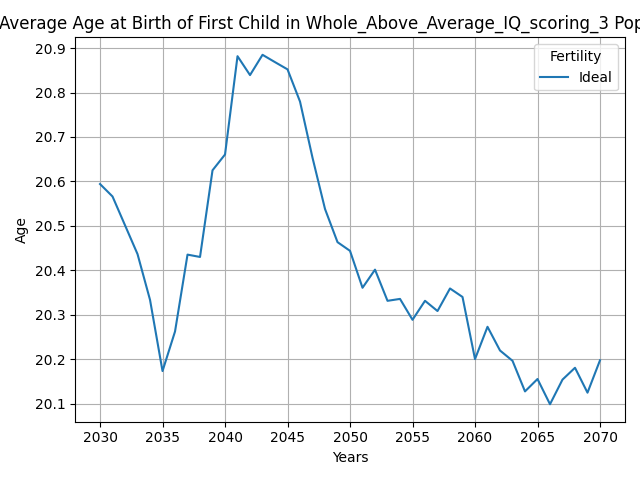 Average Age at Birth of First Child in Whole_Above_Average_IQ_scoring_3 Pop
Fertility
Ideal
Age
20.9
20.8
20.7
20.6
20.5
20.4
20.3
20.2
20.1
2030 2035 2040 2045 2050 2055 2060 2065 2070
Years